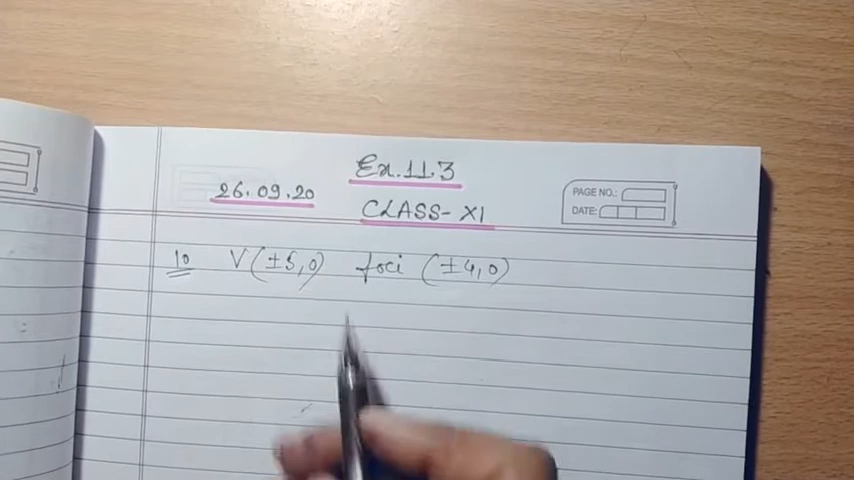 Ex.11.3
26.09.20
CLASS-XI
PAGE NO.:
DATE:
10 V(±5,0) foci (±4,0)